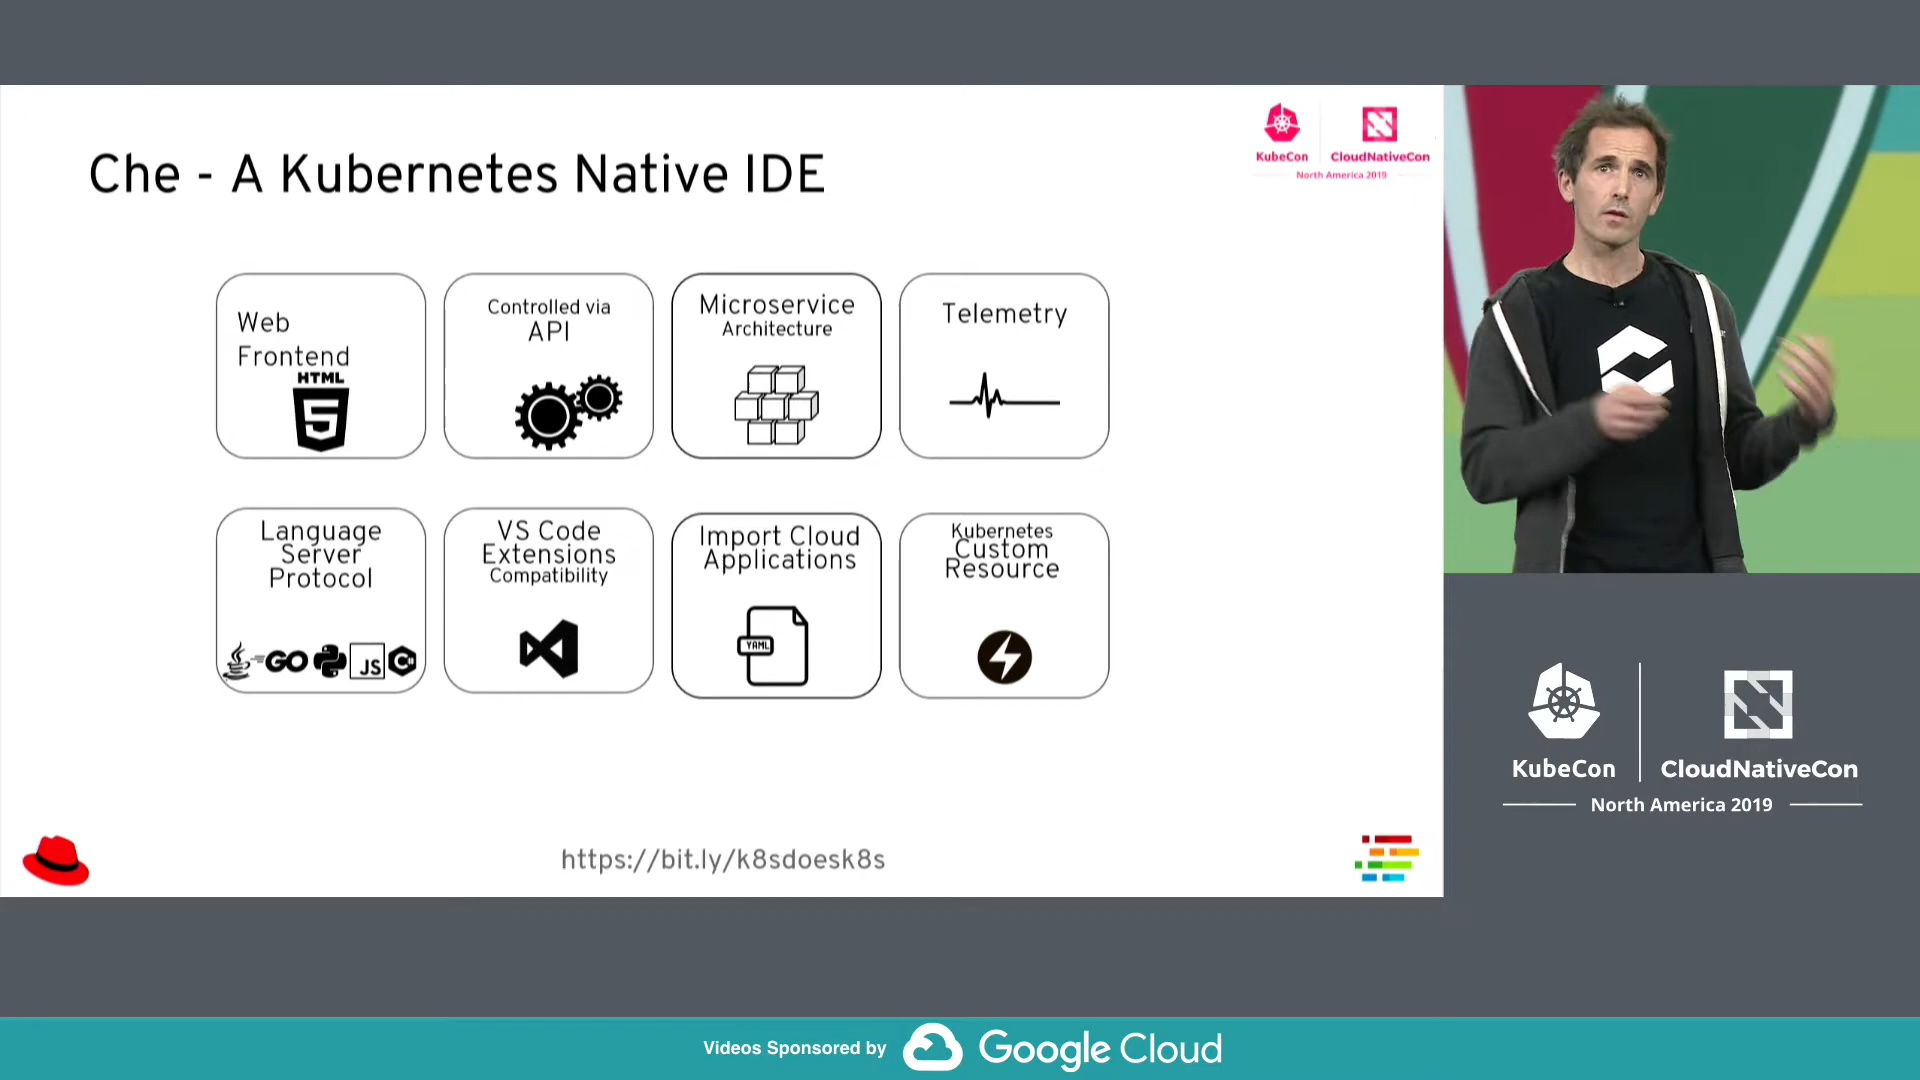 Che - A Kubernetes Native IDE
KubeCon
CloudNativeCon
North America 2019
Web
Frontend
HTML
5
Controlled via
API
Microservice
Architecture
Telemetry
Language
Server
Protocol
GO
JS
C#
VS Code
Extensions
Compatibility
Import Cloud
Applications
YAML
Kubernetes
Custom
Resource
https://bit.ly/k8sdoesk8s
KubeCon
CloudNativeCon
North America 2019
Videos Sponsored by
Google Cloud